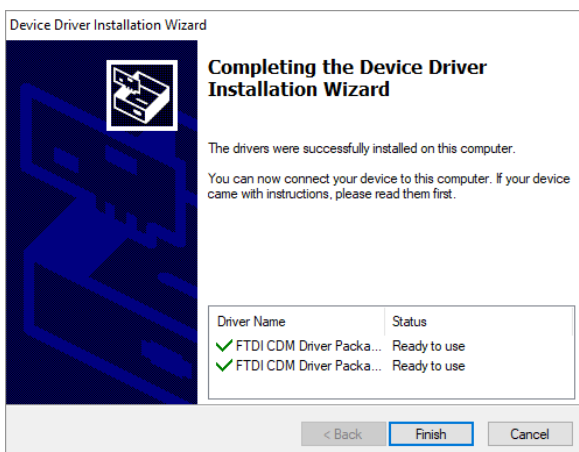 Device Driver Installation Wizard
Completing the Device Driver
Installation Wizard
The drivers were successfully installed on this computer.
You can now connect your device to this computer. If your device
came with instructions, please read them first.
Driver Name Status
FTDI CDM Driver Packa... Ready to use
FTDI CDM Driver Packa... Ready to use
< Back Finish Cancel